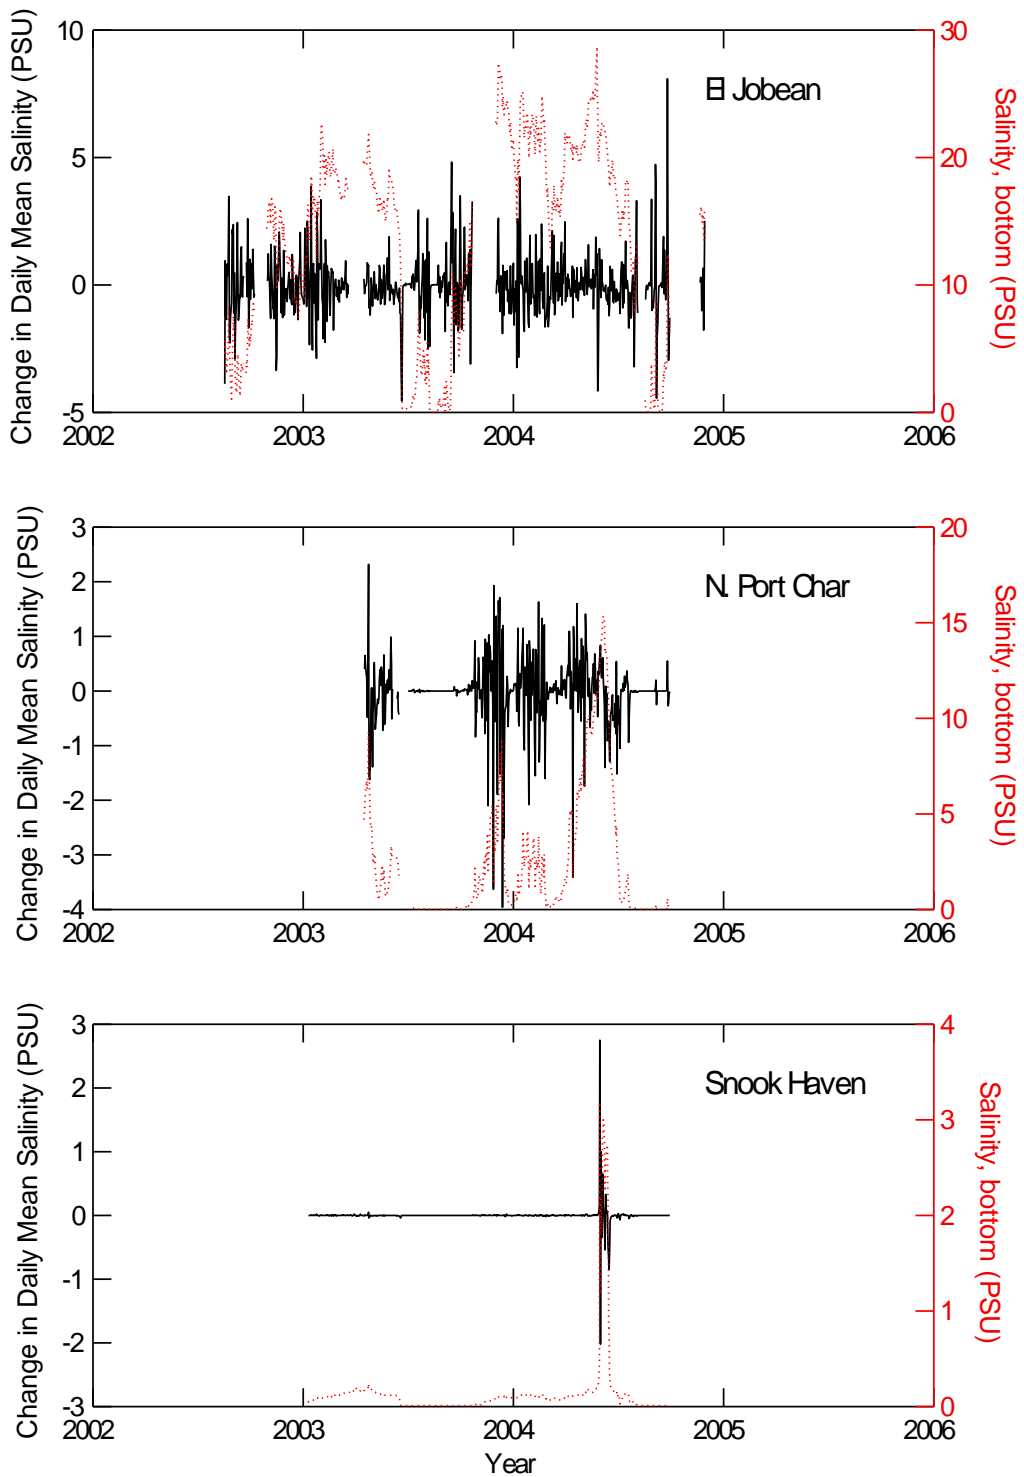 Change in Daily Mean Salinity (PSU)
10
5
0
-5
El Jobean
30
20
10
0
Salinity, bottom (PSU)
2002 2003 2004 2005 2006
Change in Daily Mean Salinity (PSU)
3
2
1
0
-1
-2
-3
-4
N. Port Char
20
15
10
5
0
Salinity, bottom (PSU)
2002 2003 2004 2005 2006
Change in Daily Mean Salinity (PSU)
3
2
1
0
-1
-2
-3
Snook Haven
4
3
2
1
0
Salinity, bottom (PSU)
2002 2003 2004 2005 2006
Year